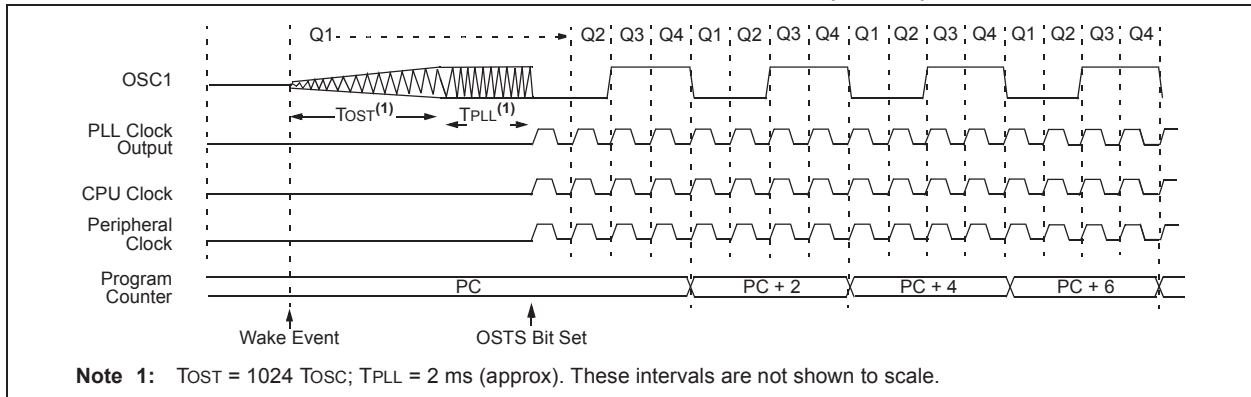 Q1 Q2 Q3 Q4 Q1 Q2 Q3 Q4 Q1 Q2 Q3 Q4 Q1 Q2 Q3 Q4
OSC1
TOST(1) TPLL(1)
PLL Clock
Output
CPU Clock
Peripheral
Clock
Program
Counter
PC PC + 2 PC + 4 PC + 6
Wake Event OSTS Bit Set
Note 1: TOST = 1024 TOSC; TPLL = 2 ms (approx). These intervals are not shown to scale.